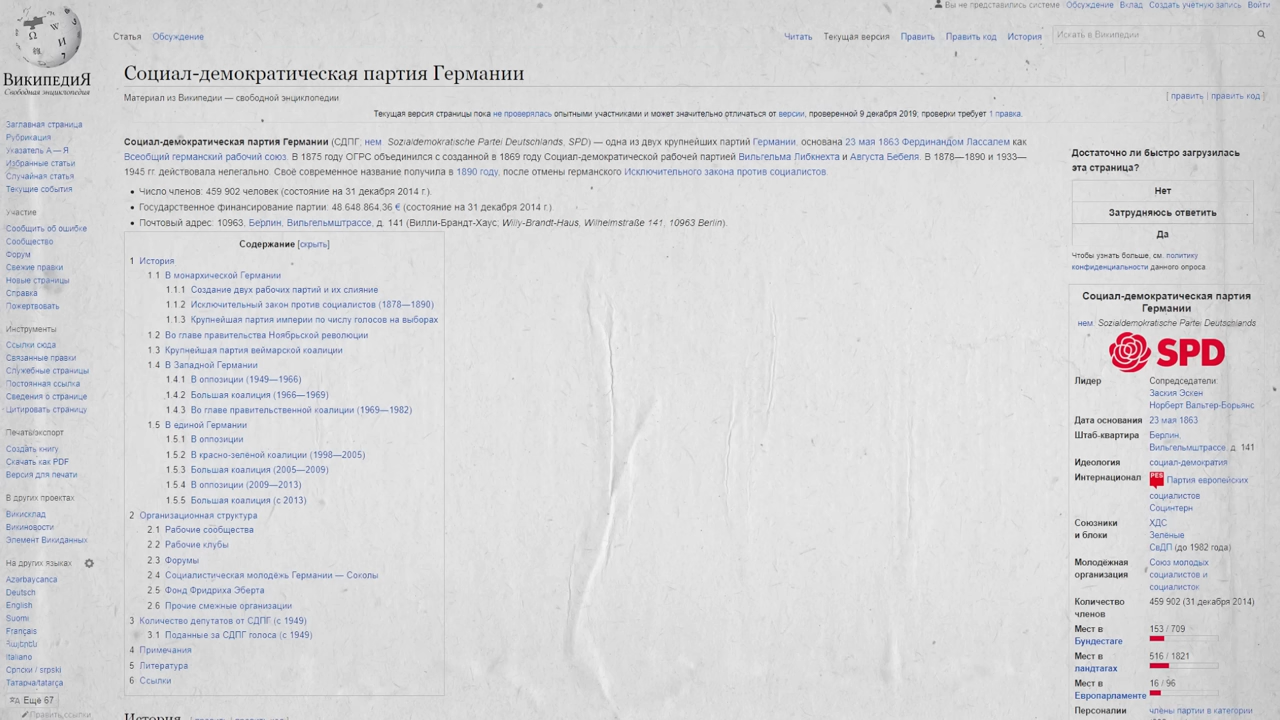 Вы не представились системе Обсуждение Вклад Создать учётную запись Войти
Статья Обсуждение
Читать Текущая версия Править Править код История Искать в Википедии
ВИКИПЕДИЯ
Свободная энциклопедия
Заглавная страница
Рубрикация
Указатель А — Я
Избранные статьи
Случайная статья
Текущие события
Участие
Сообщить об ошибке
Сообщество
Форум
Свежие правки
Новые страницы
Справка
Пожертвовать
Инструменты
Ссылки сюда
Связанные правки
Служебные страницы
Постоянная ссылка
Сведения о странице
Цитировать страницу
Печать/экспорт
Создать книгу
Скачать как PDF
Версия для печати
В других проектах
Викисклад
Викиновости
Элемент Викиданных
На других языках
Azərbaycanca
Deutsch
English
Suomi
Français
Հայերեն
Italiano
Српски / srpski
Татарча/tatarça
Ещё 67
Править ссылки
Социал-демократическая партия Германии
Материал из Википедии — свободной энциклопедии
[ править | править код ]
Текущая версия страницы пока не проверялась опытными участниками и может значительно отличаться от версии, проверенной 9 декабря 2019; проверки требует 1 правка.
Социал-демократическая партия Германии (СДПГ, нем. Sozialdemokratische Partei Deutschlands, SPD) — одна из двух крупнейших партий Германии, основана 23 мая 1863 Фердинандом Лассалем как
Всеобщий германский рабочий союз. В 1875 году ОГРС объединился с созданной в 1869 году Социал-демократической рабочей партией Вильгельма Либкнехта и Августа Бебеля. В 1878—1890 и 1933—
1945 гг. действовала нелегально. Своё современное название получила в 1890 году, после отмены германского Исключительного закона против социалистов.
• Число членов: 459 902 человек (состояние на 31 декабря 2014 г.).
• Государственное финансирование партии: 48 648 864,36 € (состояние на 31 декабря 2014 г.).
• Почтовый адрес: 10963, Берлин, Вильгельмштрассе, д. 141 (Вилли-Брандт-Хаус; Willy-Brandt-Haus, Wilhelmstraße 141, 10963 Berlin).
Содержание [скрыть]
1 История
1.1 В монархической Германии
1.1.1 Создание двух рабочих партий и их слияние
1.1.2 Исключительный закон против социалистов (1878—1890)
1.1.3 Крупнейшая партия империи по числу голосов на выборах
1.2 Во главе правительства Ноябрьской революции
1.3 Крупнейшая партия веймарской коалиции
1.4 В Западной Германии
1.4.1 В оппозиции (1949—1966)
1.4.2 Большая коалиция (1966—1969)
1.4.3 Во главе правительственной коалиции (1969—1982)
1.5 В единой Германии
1.5.1 В оппозиции
1.5.2 В красно-зелёной коалиции (1998—2005)
1.5.3 Большая коалиция (2005—2009)
1.5.4 В оппозиции (2009—2013)
1.5.5 Большая коалиция (с 2013)
2 Организационная структура
2.1 Рабочие сообщества
2.2 Рабочие клубы
2.3 Форумы
2.4 Социалистическая молодёжь Германии — Соколы
2.5 Фонд Фридриха Эберта
2.6 Прочие смежные организации
3 Количество депутатов от СДПГ (с 1949)
3.1 Поданные за СДПГ голоса (с 1949)
4 Примечания
5 Литература
6 Ссылки
История [ править | править код ]
Достаточно ли быстро загрузилась
эта страница?
Нет
Затрудняюсь ответить
Да
Чтобы узнать больше, см. политику
конфиденциальности данного опроса
Социал-демократическая партия
Германии
нем. Sozialdemokratische Partei Deutschlands
SPD
Лидер Сопредседатели:
Заския Эскен
Норберт Вальтер-Борьянс
Дата основания 23 мая 1863
Штаб-квартира Берлин,
Вильгельмштрассе, д. 141
Идеология социал-демократия
Интернационал PES Партия европейских
социалистов
Социнтерн
Союзники ХДС
и блоки Зелёные
СвДП (до 1982 года)
Молодёжная Союз молодых
организация социалистов и
социалисток
Количество 459 902 (31 декабря 2014)
членов
Мест в 153 / 709
Бундестаге
Мест в 516 / 1821
ландтагах
Мест в 16 / 96
Европарламенте
Персоналии члены партии в категории